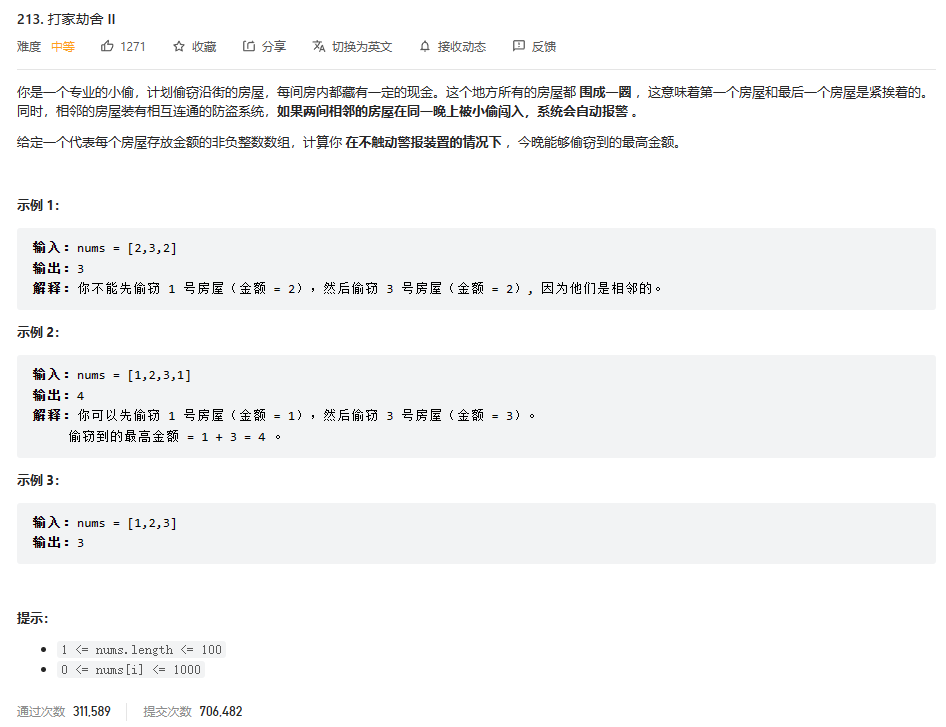 213. 打家劫舍 II
难度 中等 1271 收藏 分享 切换为英文 接收动态 反馈
你是一个专业的小偷，计划偷窃沿街的房屋，每间房内都藏有一定的现金。这个地方所有的房屋都 围成一圈 ，这意味着第一个房屋和最后一个房屋是紧挨着的。
同时，相邻的房屋装有相互连通的防盗系统，如果两间相邻的房屋在同一晚上被小偷闯入，系统会自动报警 。
给定一个代表每个房屋存放金额的非负整数数组，计算你 在不触动警报装置的情况下 ，今晚能够偷窃到的最高金额。
示例 1：
输入：nums = [2,3,2]
输出：3
解释：你不能先偷窃 1 号房屋（金额 = 2），然后偷窃 3 号房屋（金额 = 2）, 因为他们是相邻的。
示例 2：
输入：nums = [1,2,3,1]
输出：4
解释：你可以先偷窃 1 号房屋（金额 = 1），然后偷窃 3 号房屋（金额 = 3）。
偷窃到的最高金额 = 1 + 3 = 4 。
示例 3：
输入：nums = [1,2,3]
输出：3
提示：
• 1 <= nums.length <= 100
• 0 <= nums[i] <= 1000
通过次数 311,589 提交次数 706,482